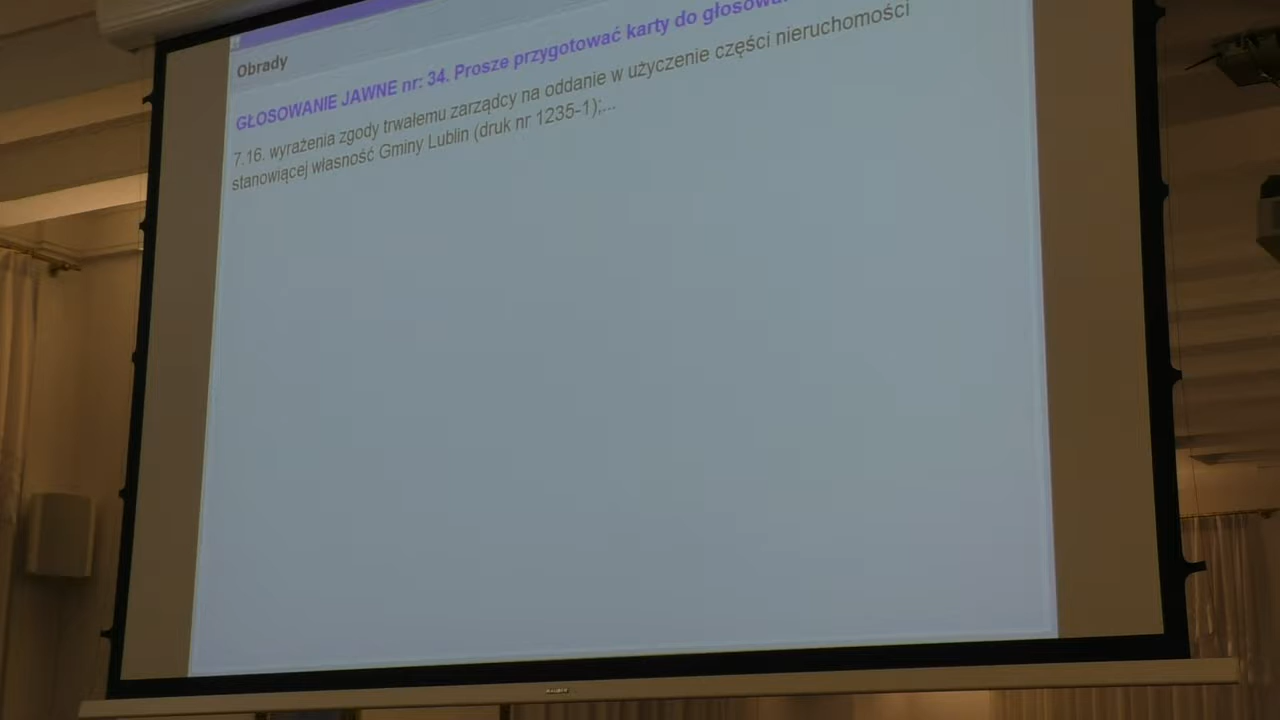 Obrady
GŁOSOWANIE JAWNE nr: 34. Prosze przygotować karty do
7.16. wyrażenia zgody trwałemu zarządcy na oddanie w użyczenie części nieruchomości
stanowiącej własność Gminy Lublin (druk nr 1235-1);...